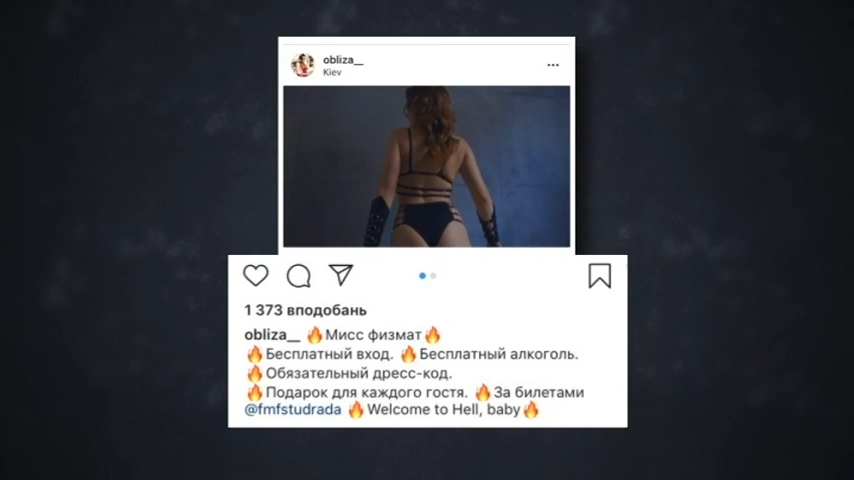 obliza__
Kiev
1 373 вподобань
obliza__ 🔥Мисс физмат🔥
🔥Бесплатный вход. 🔥Бесплатный алкоголь.
🔥Обязательный дресс-код.
🔥Подарок для каждого гостя. 🔥За билетами
@fmfstudrada 🔥Welcome to Hell, baby🔥